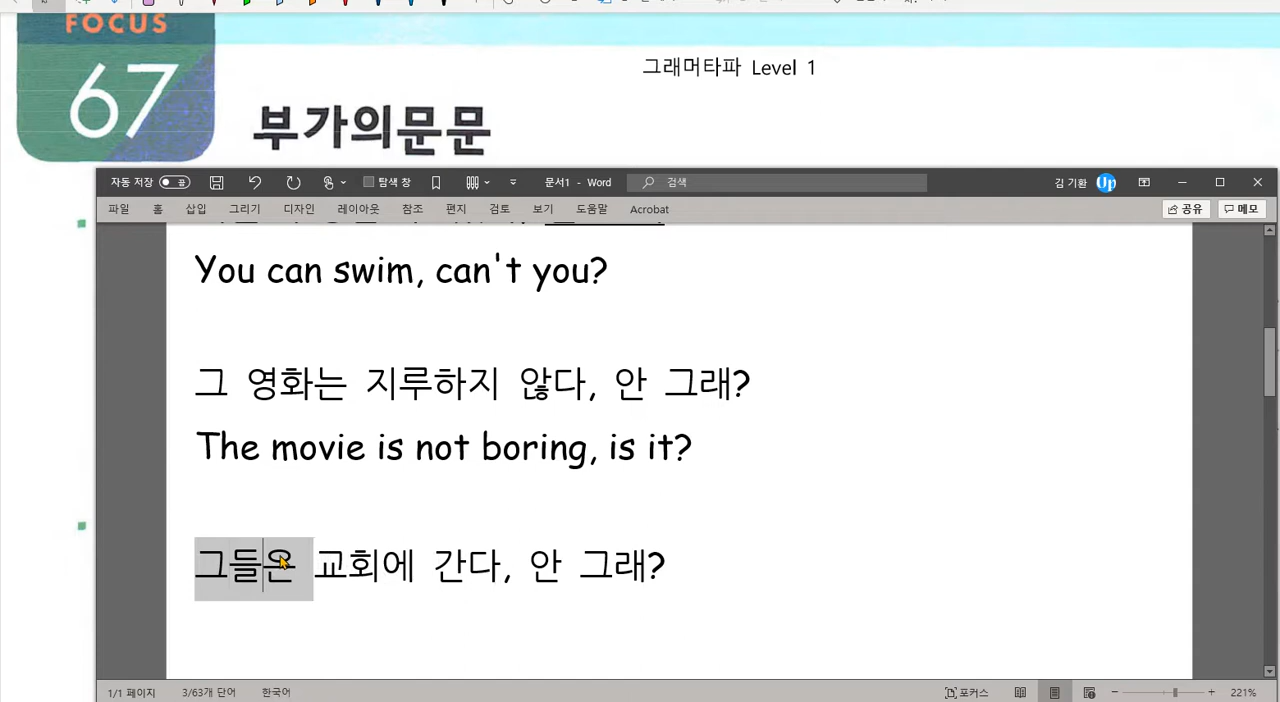 FOCUS
67
그래머타파 Level 1
부가의문문
자동 저장
끔
탐색 창
문서1 - Word
검색
김 기환
Up
파일 홈 삽입 그리기 디자인 레이아웃 참조 편지 검토 보기 도움말 Acrobat
공유 메모
You can swim, can't you?
그 영화는 지루하지 않다, 안 그래?
The movie is not boring, is it?
그들은 교회에 간다, 안 그래?
1/1 페이지 3/63개 단어 한국어
포커스
221%